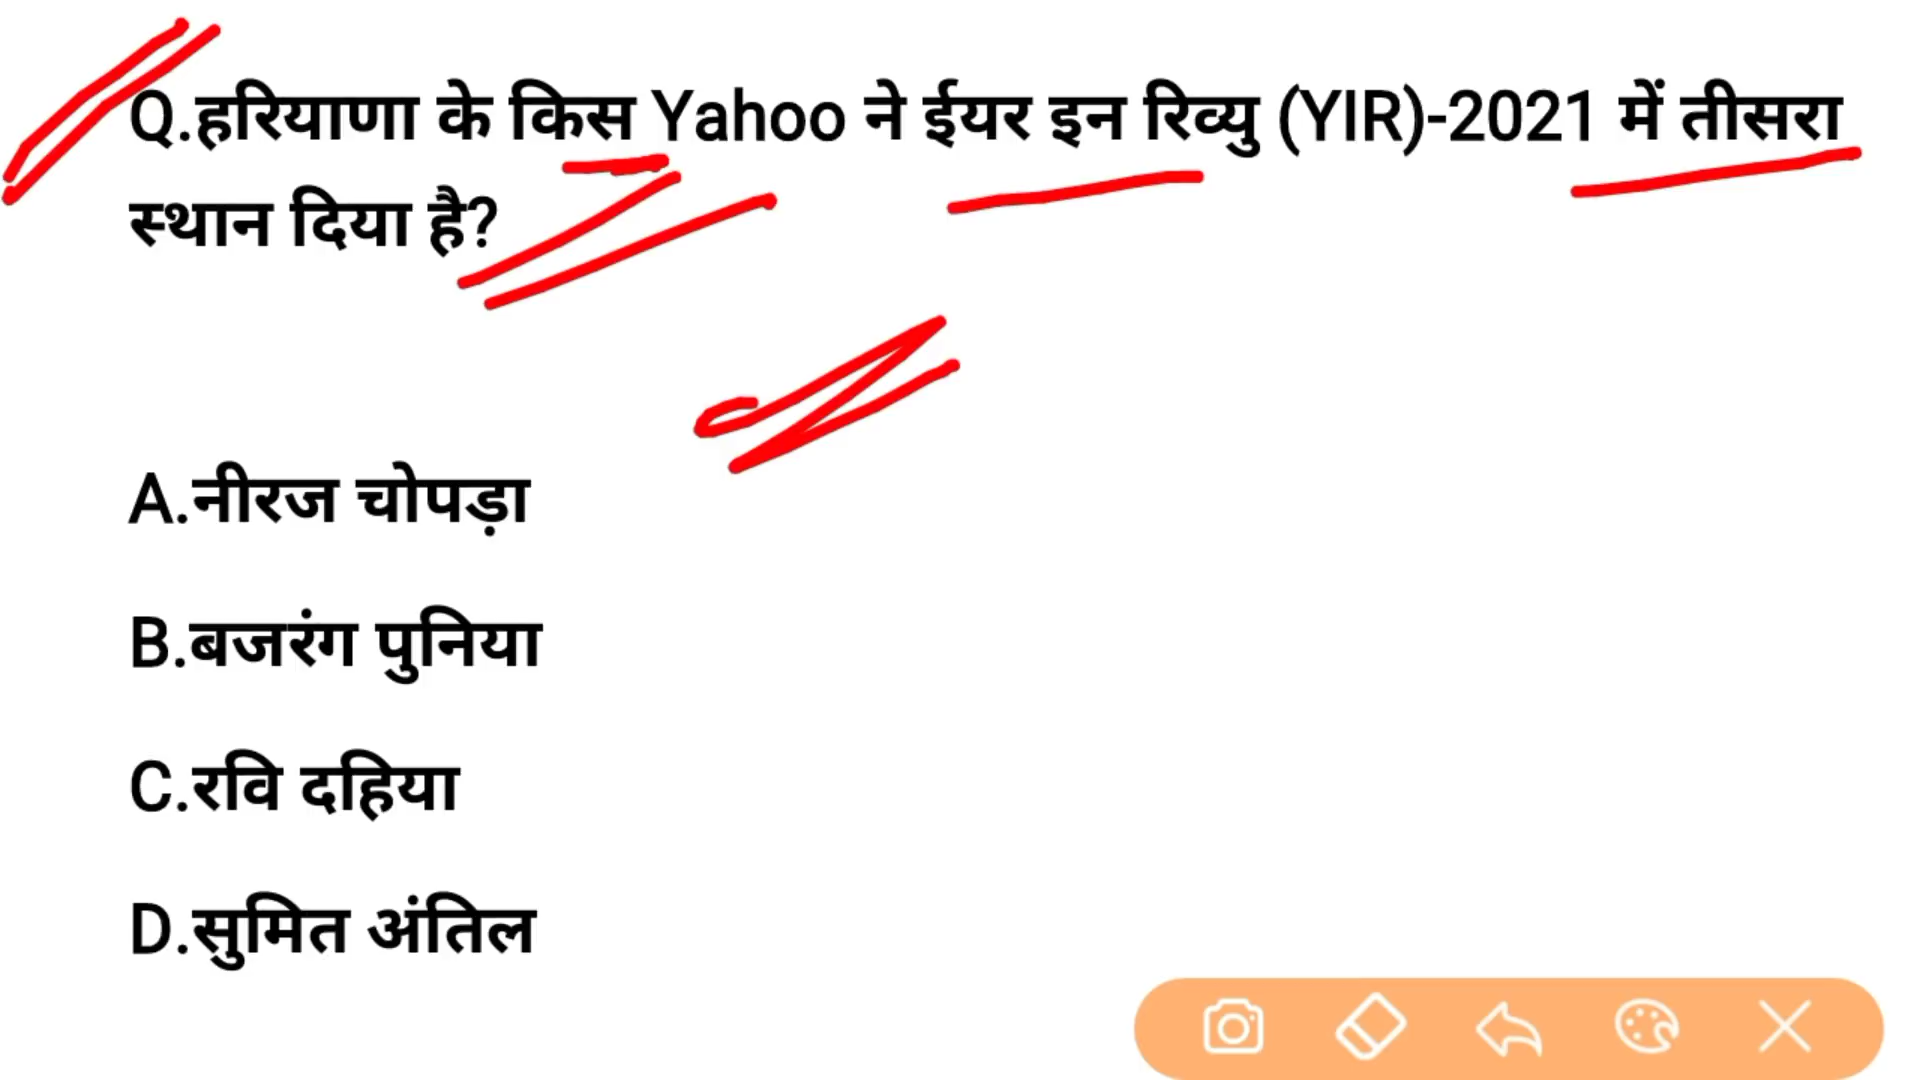 Q.हरियाणा के किस Yahoo ने ईयर इन रिव्यु (YIR)-2021 में तीसरा
स्थान दिया है?
A.नीरज चोपड़ा
B.बजरंग पुनिया
C.रवि दहिया
D.सुमित अंतिल